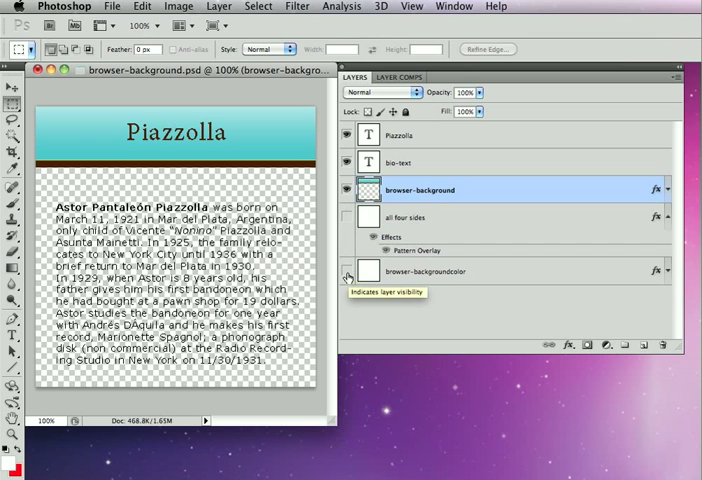 Photoshop File Edit Image Layer Select Filter Analysis 3D View Window Help
Ps Br Mb 100%
Feather: 0 px Anti-alias Style: Normal Width: Height: Refine Edge...
browser-background.psd @ 100% (browser-backgro...
LAYERS LAYER COMPS
Normal Opacity: 100%
Lock: Fill: 100%
T Piazzolla
T bio-text
browser-background fx
all four sides fx
Effects
Pattern Overlay
browser-backgroundcolor fx
Indicates layer visibility
fx
Piazzolla
Astor Pantaleón Piazzolla was born on
March 11, 1921 in Mar del Plata, Argentina,
only child of Vicente "Nonino" Piazzolla and
Asunta Mainetti. In 1925, the family relo-
cates to New York City until 1936 with a
brief return to Mar del Plata in 1930.
In 1929, when Astor is 8 years old, his
father gives him his first bandoneon which
he had bought at a pawn shop for 19 dollars.
Astor studies the bandoneon for one year
with Andrés DÁquila and he makes his first
record, Marionette Spagnol; a phonograph
disk (non commercial) at the Radio Record-
ing Studio in New York on 11/30/1931.
100% Doc: 468.8K/1.65M